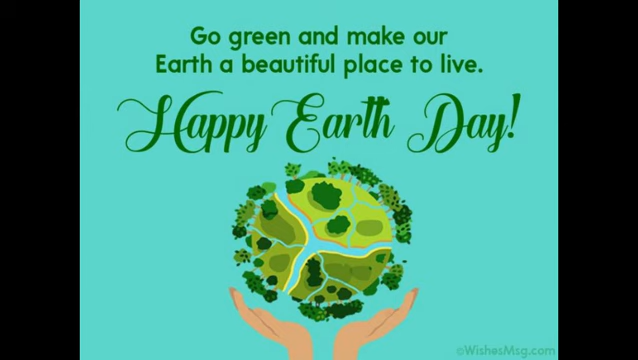 Go green and make our
Earth a beautiful place to live.
Happy Earth Day!
©WishesMsg.com